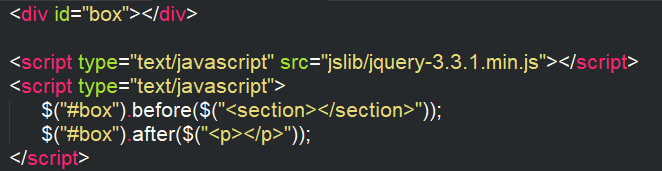 <div id="box"></div>
<script type="text/javascript" src="jslib/jquery-3.3.1.min.js"></script>
<script type="text/javascript">
$("#box").before($("<section></section>"));
$("#box").after($("<p></p>"));
</script>